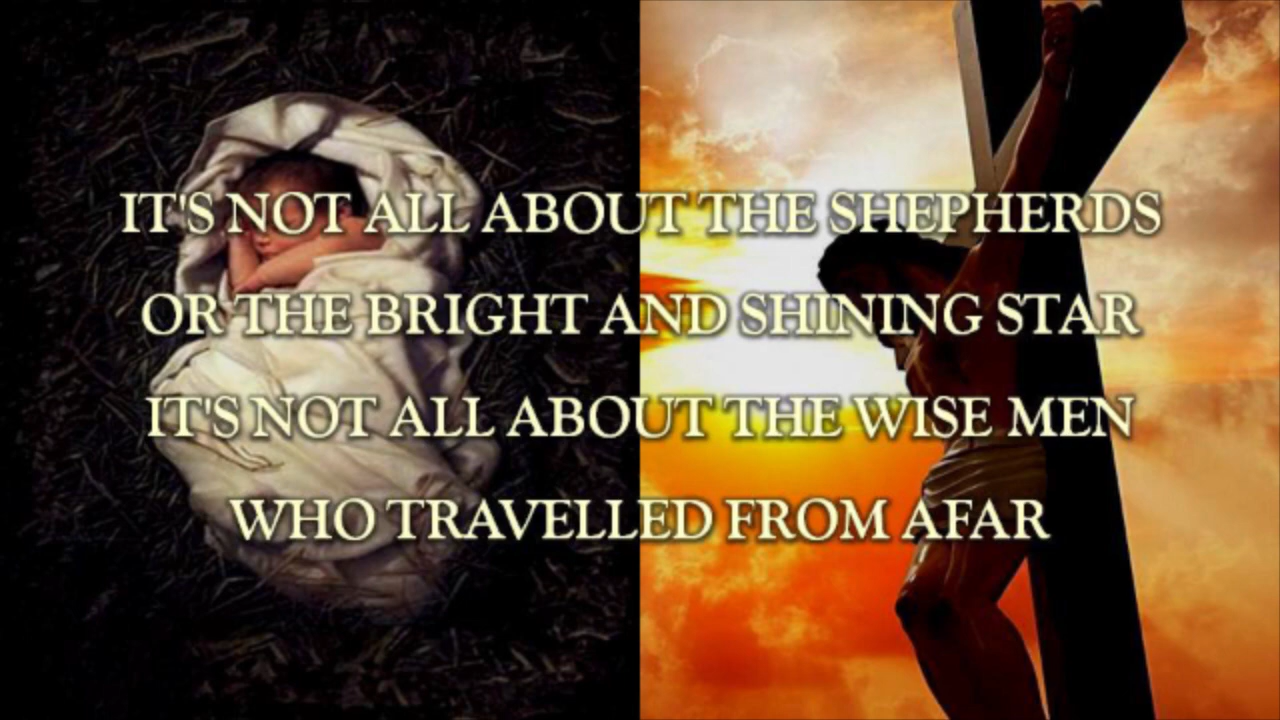 IT'S NOT ALL ABOUT THE SHEPHERDS
OR THE BRIGHT AND SHINING STAR
IT'S NOT ALL ABOUT THE WISE MEN
WHO TRAVELLED FROM AFAR